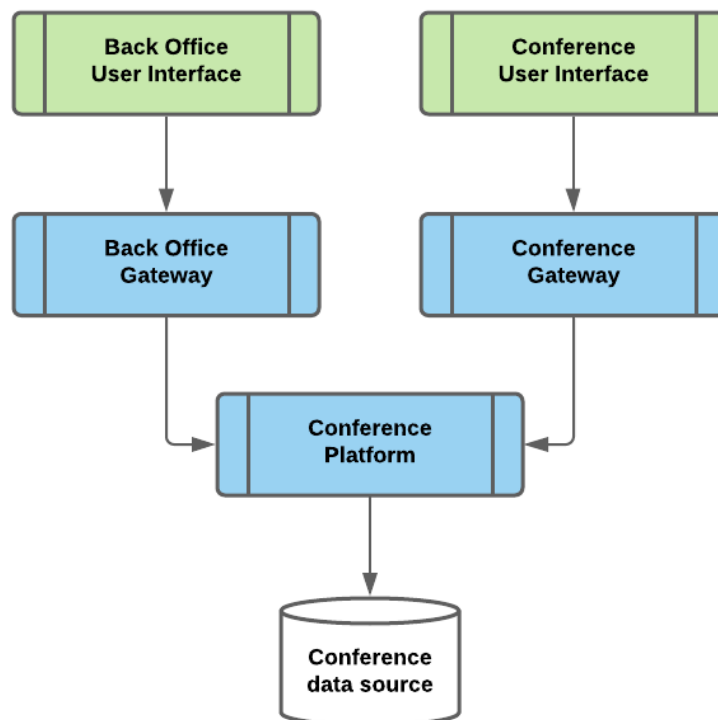 Back Office
User Interface
Conference
User Interface
Back Office
Gateway
Conference
Gateway
Conference
Platform
Conference
data source